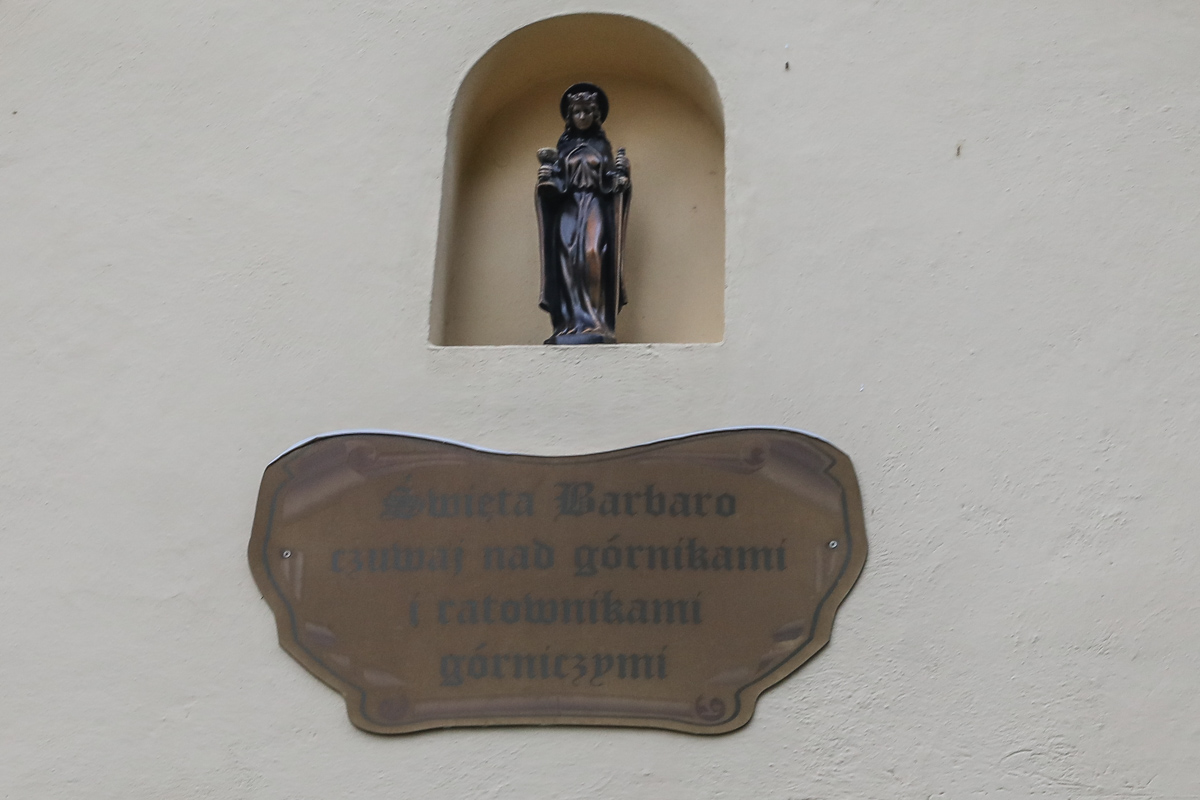 Święta Barbaro
czuwaj nad górnikami
i ratownikami
górniczymi